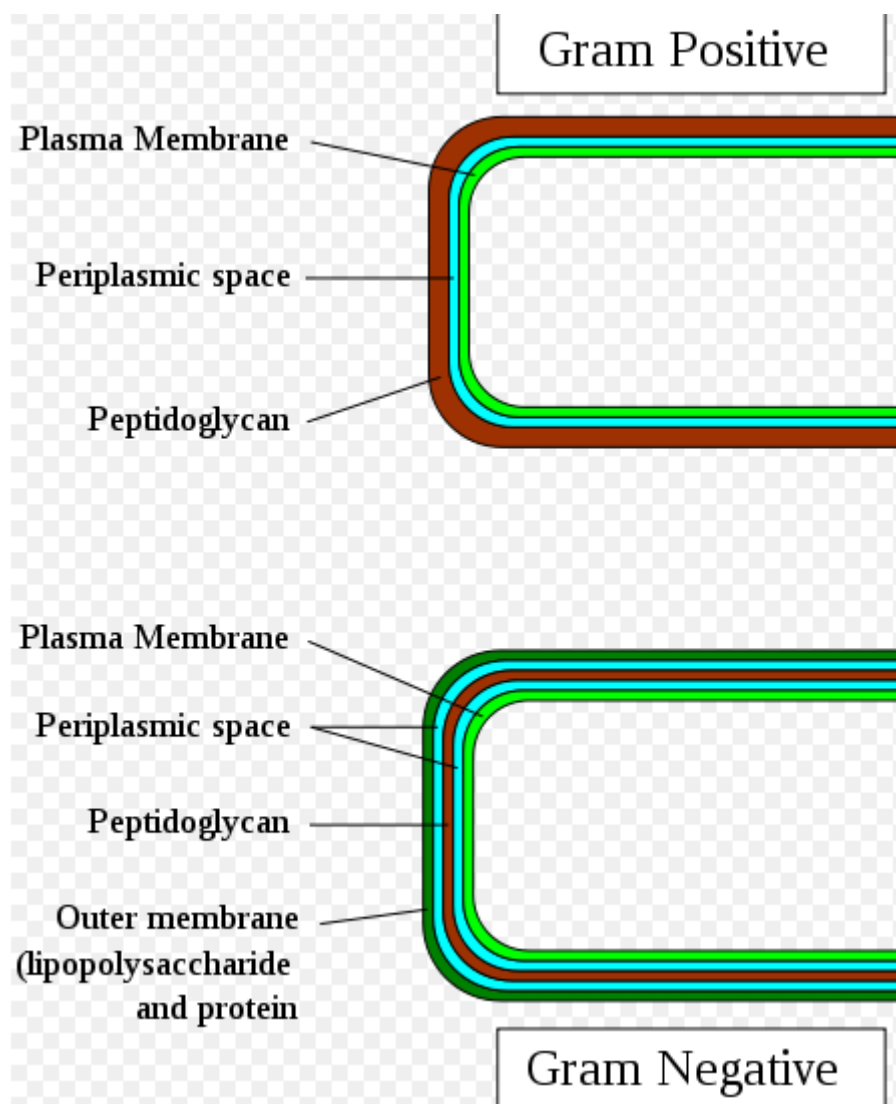 Gram Positive
Plasma Membrane
Periplasmic space
Peptidoglycan
Plasma Membrane
Periplasmic space
Peptidoglycan
Outer membrane
(lipopolysaccharide
and protein
Gram Negative